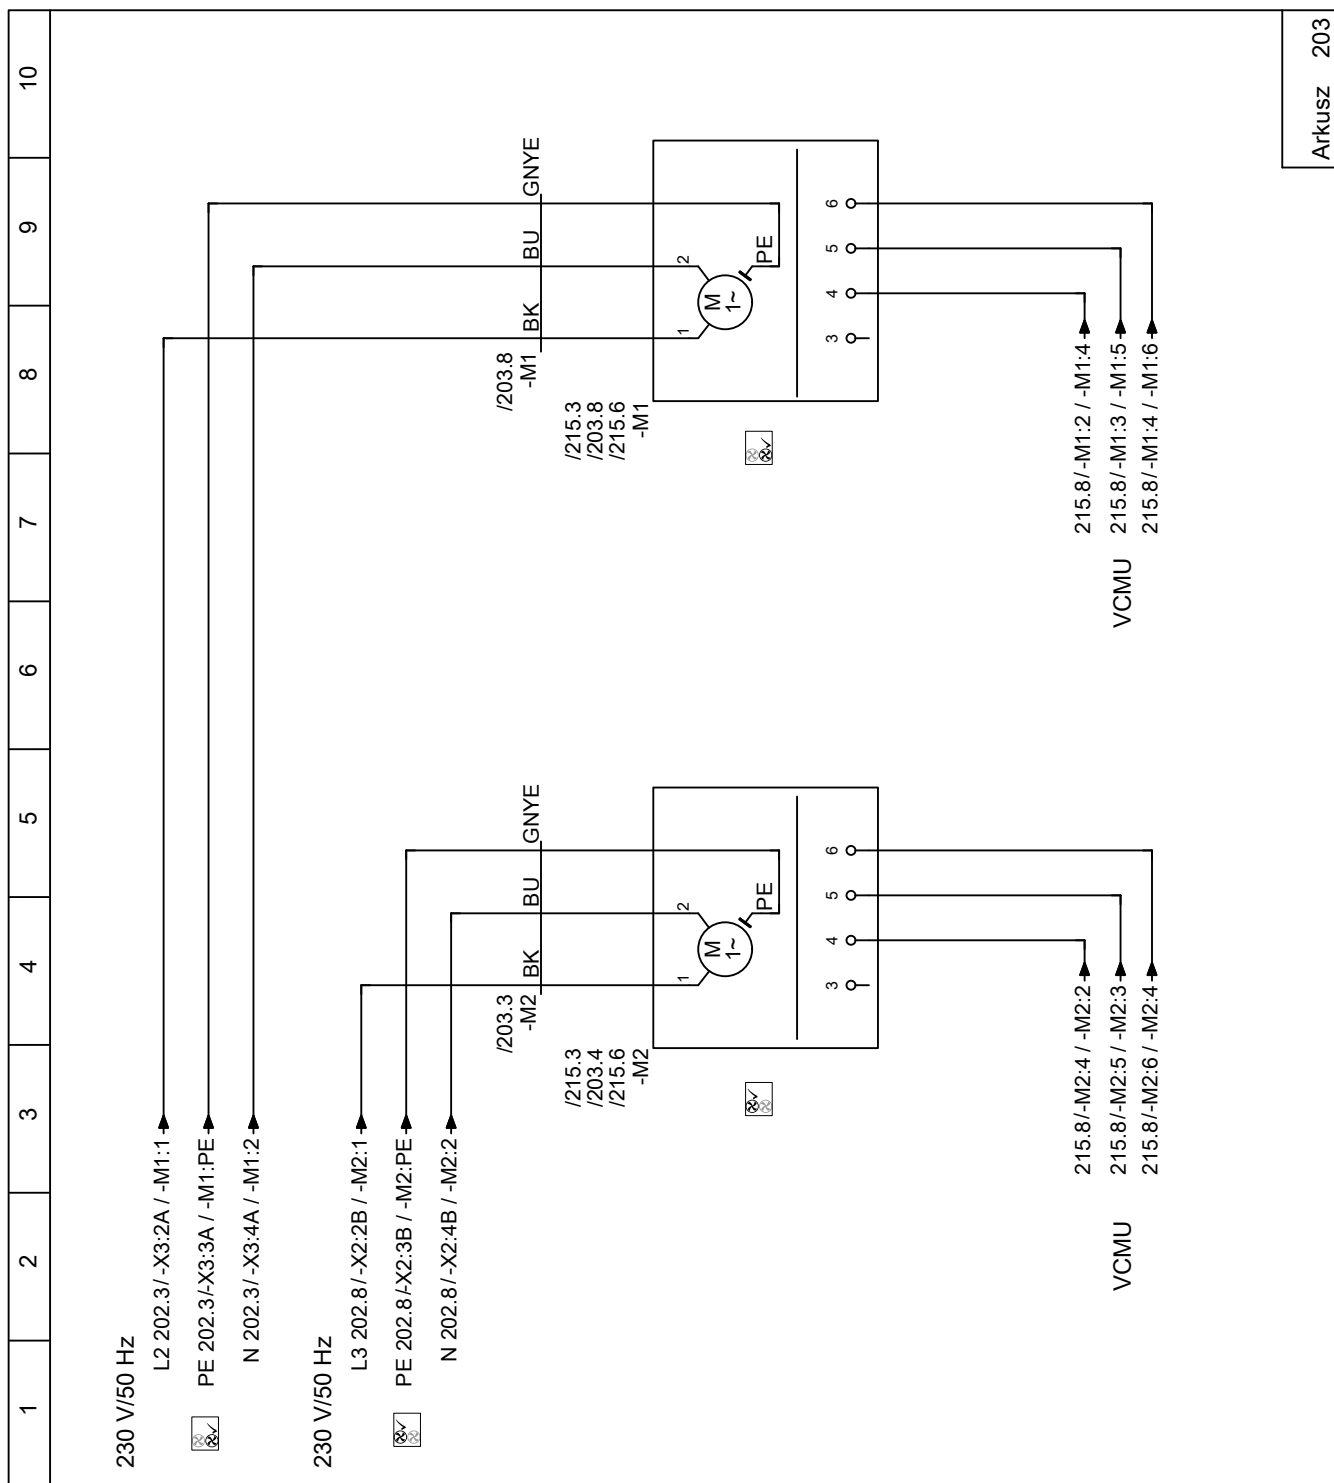 1
2
3
4
5
6
7
8
9
10
230 V/50 Hz
L2 202.3/ -X3:2A / -M1:1
PE 202.3/-X3:3A / -M1:PE
N 202.3/ -X3:4A / -M1:2
230 V/50 Hz
L3 202.8/ -X2:2B / -M2:1
PE 202.8/-X2:3B / -M2:PE
N 202.8/ -X2:4B / -M2:2
/203.3
-M2
BK
BU
GNYE
/203.8
-M1
BK
BU
GNYE
/215.3
/203.4
/215.6
-M2
1
2
M
1~
PE
3
4
5
6
/215.3
/203.8
/215.6
-M1
1
2
M
1~
PE
3
4
5
6
VCMU
215.8/-M2:4 / -M2:2
215.8/-M2:5 / -M2:3
215.8/-M2:6 / -M2:4
VCMU
215.8/ -M1:2 / -M1:4
215.8/ -M1:3 / -M1:5
215.8/ -M1:4 / -M1:6
Arkusz 203